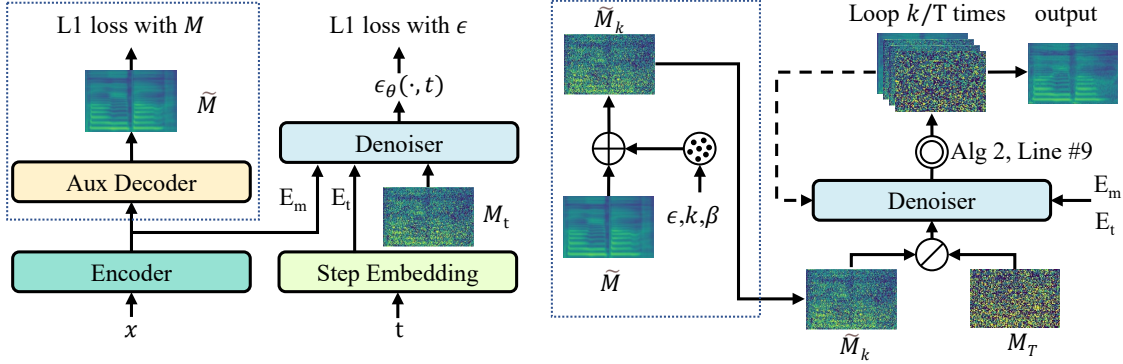 L1 loss with M
M̃
Aux Decoder
Encoder
x
L1 loss with ϵ
ϵ_θ(·, t)
Denoiser
E_m
E_t
M_t
Step Embedding
t
M̃_k
ϵ,k,β
M̃
Loop k/T times
output
Alg 2, Line #9
Denoiser
E_m
E_t
M̃_k
M_T